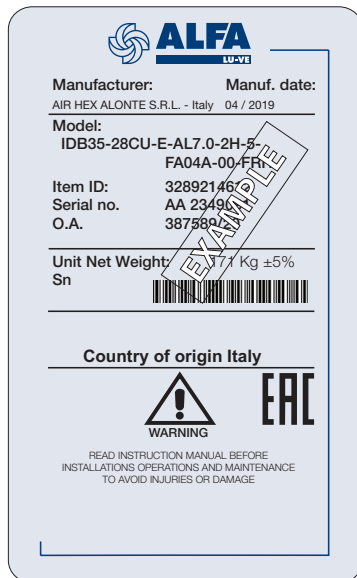 ALFA
LU-VE
Manufacturer: Manuf. date:
AIR HEX ALONTE S.R.L. - Italy 04 / 2019
Model:
IDB35-28CU-E-AL7.0-2H-5-
FA04A-00-FRI
Item ID:
Serial no. AA
O.A.
EXAMPLE
Unit Net Weight: Kg ±5%
Sn
Country of origin Italy
EAC
WARNING
READ INSTRUCTION MANUAL BEFORE
INSTALLATIONS OPERATIONS AND MAINTENANCE
TO AVOID INJURIES OR DAMAGE